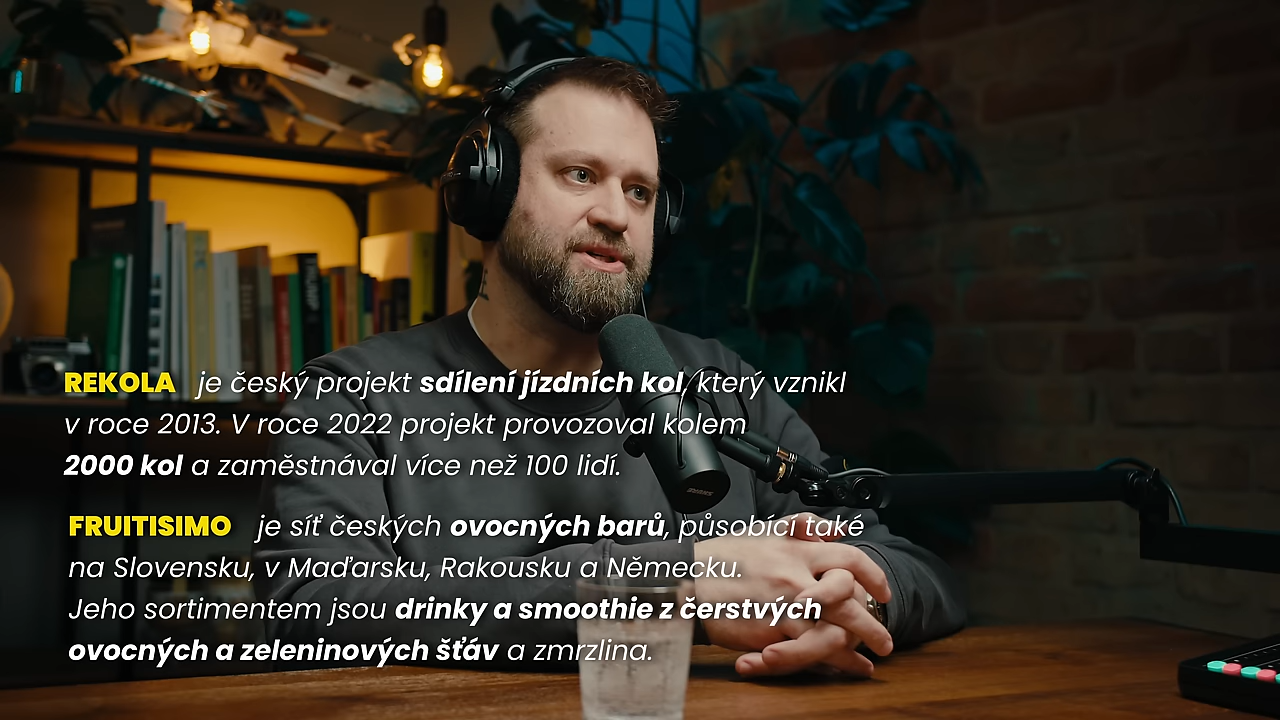 REKOLA je český projekt sdílení jízdních kol, který vznikl
v roce 2013. V roce 2022 projekt provozoval kolem
2000 kol a zaměstnával více než 100 lidí.
FRUITISIMO je síť českých ovocných barů, působící také
na Slovensku, v Maďarsku, Rakousku a Německu.
Jeho sortimentem jsou drinky a smoothie z čerstvých
ovocných a zeleninových šťáv a zmrzlina.